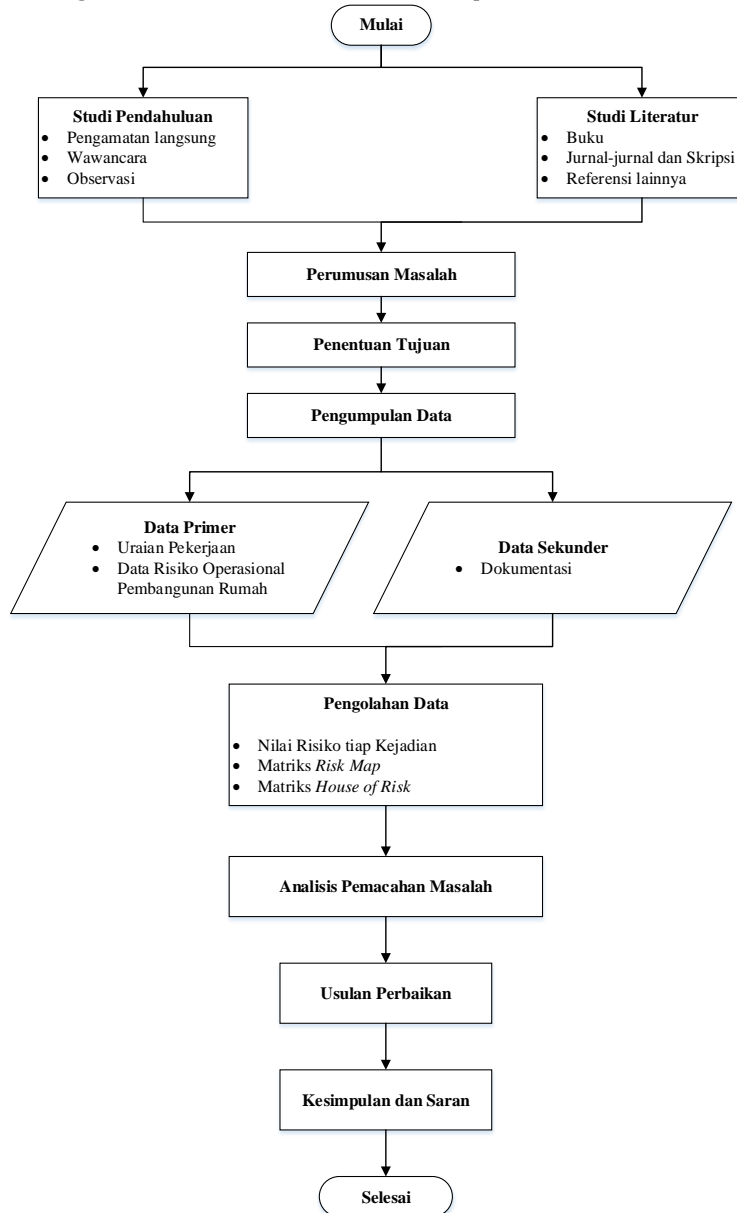 Mulai
Studi Pendahuluan
• Pengamatan langsung
• Wawancara
• Observasi
Studi Literatur
• Buku
• Jurnal-jurnal dan Skripsi
• Referensi lainnya
Perumusan Masalah
Penentuan Tujuan
Pengumpulan Data
Data Primer
• Uraian Pekerjaan
• Data Risiko Operasional
Pembangunan Rumah
Data Sekunder
• Dokumentasi
Pengolahan Data
• Nilai Risiko tiap Kejadian
• Matriks Risk Map
• Matriks House of Risk
Analisis Pemacahan Masalah
Usulan Perbaikan
Kesimpulan dan Saran
Selesai